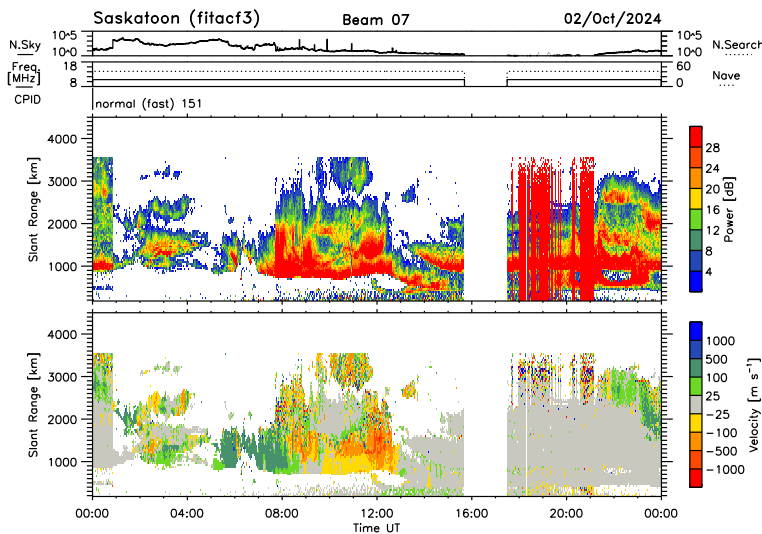 Saskatoon (fitacf3) Beam 07 02/Oct/2024
N.Sky 10^5 10^0 10^5 10^0 N.Search
Freq. [MHz] 18 8 60 0 Nave
CPID normal (fast) 151
Slant Range [km] 4000 3000 2000 1000
Power [dB] 28 24 20 16 12 8 4
Slant Range [km] 4000 3000 2000 1000
Velocity [m s⁻¹] 1000 500 100 25 −25 −100 −500 −1000
00:00 04:00 08:00 12:00 16:00 20:00 00:00
Time UT